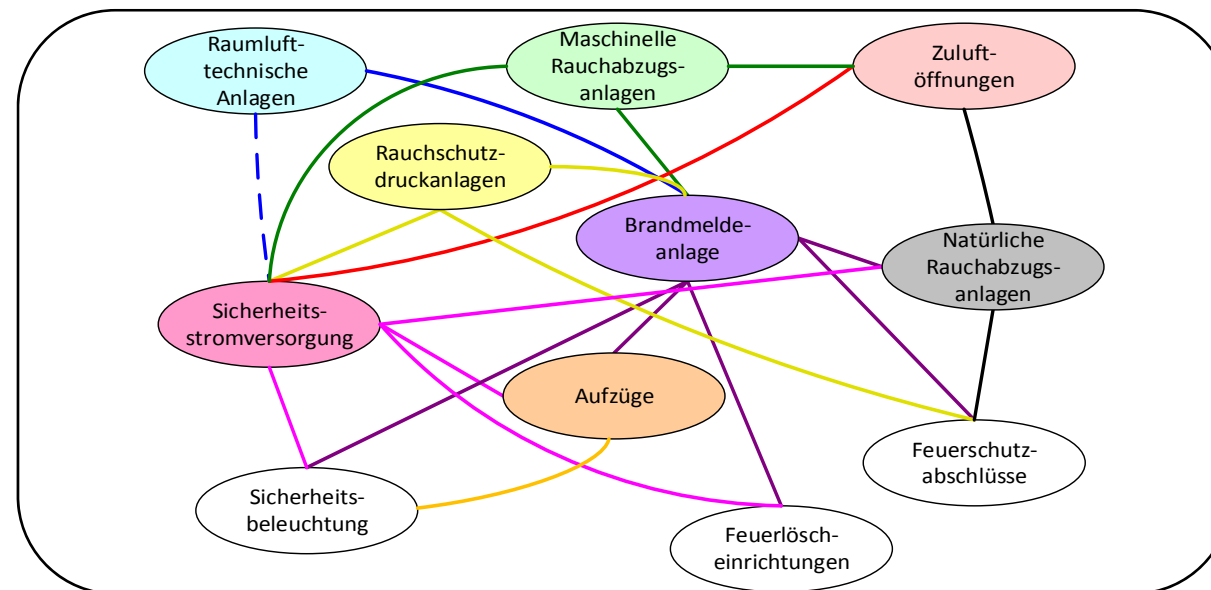 Raumluft-
technische
Anlagen
Maschinelle
Rauchabzugs-
anlagen
Zuluft-
öffnungen
Rauchschutz-
druckanlagen
Brandmelde-
anlage
Natürliche
Rauchabzugs-
anlagen
Sicherheits-
stromversorgung
Aufzüge
Feuerschutz-
abschlüsse
Sicherheits-
beleuchtung
Feuerlösch-
einrichtungen